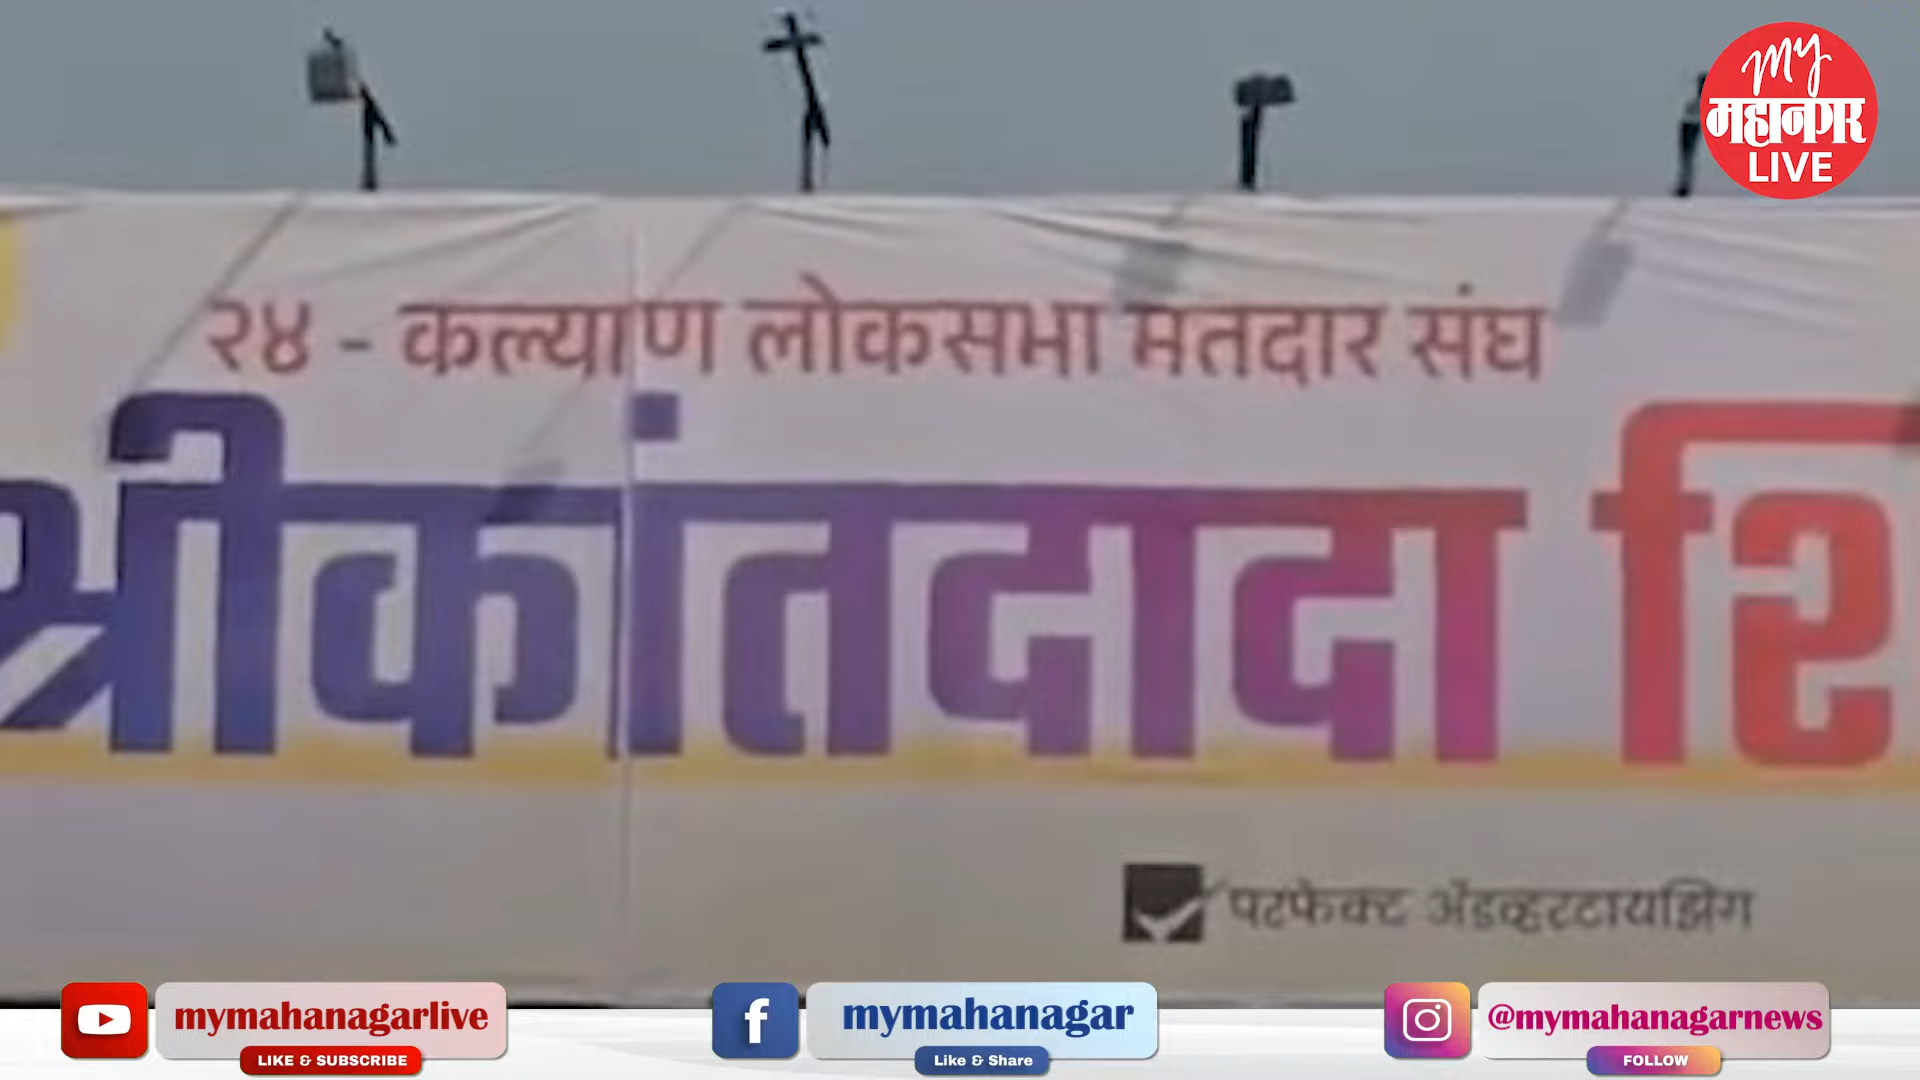 my
महानगर
LIVE
२४ - कल्याण लोकसभा मतदार संघ
श्रीकांतदादा शि
परफेक्ट ॲडव्हरटायझिंग
mymahanagarlive
LIKE & SUBSCRIBE
mymahanagar
Like & Share
@mymahanagarnews
FOLLOW